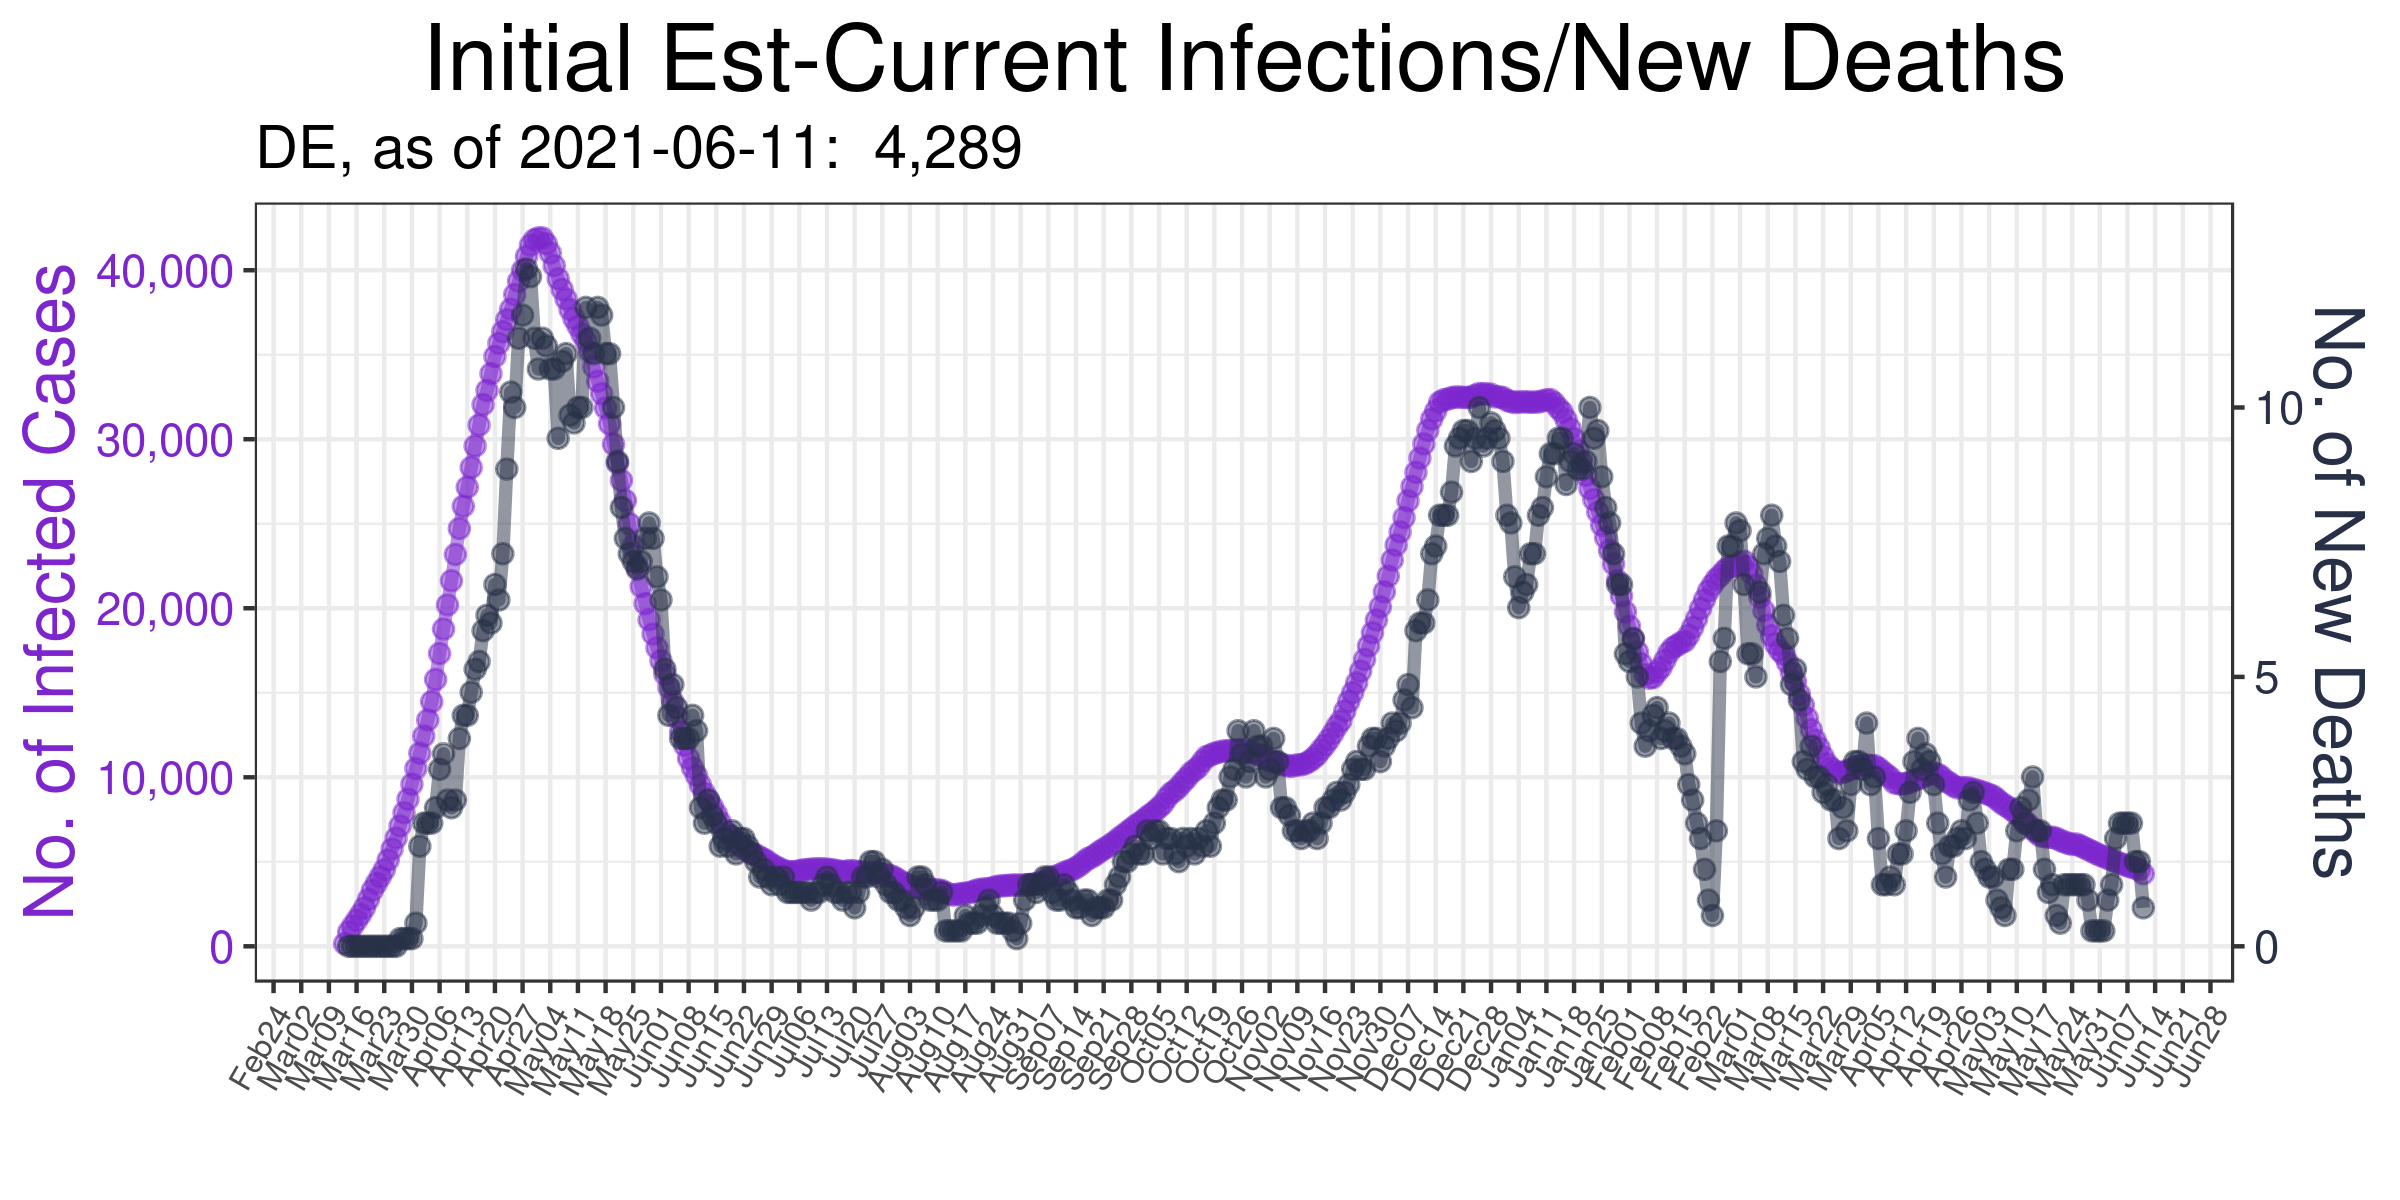 Initial Est-Current Infections/New Deaths
DE, as of 2021-06-11:  4,289
No. of Infected Cases
40,000
30,000
20,000
10,000
0
10
5
0
No. of New Deaths
Feb24
Mar02
Mar09
Mar16
Mar23
Mar30
Apr06
Apr13
Apr20
Apr27
May04
May11
May18
May25
Jun01
Jun08
Jun15
Jun22
Jun29
Jul06
Jul13
Jul20
Jul27
Aug03
Aug10
Aug17
Aug24
Aug31
Sep07
Sep14
Sep21
Sep28
Oct05
Oct12
Oct19
Oct26
Nov02
Nov09
Nov16
Nov23
Nov30
Dec07
Dec14
Dec21
Dec28
Jan04
Jan11
Jan18
Jan25
Feb01
Feb08
Feb15
Feb22
Mar01
Mar08
Mar15
Mar22
Mar29
Apr05
Apr12
Apr19
Apr26
May03
May10
May17
May24
May31
Jun07
Jun14
Jun21
Jun28